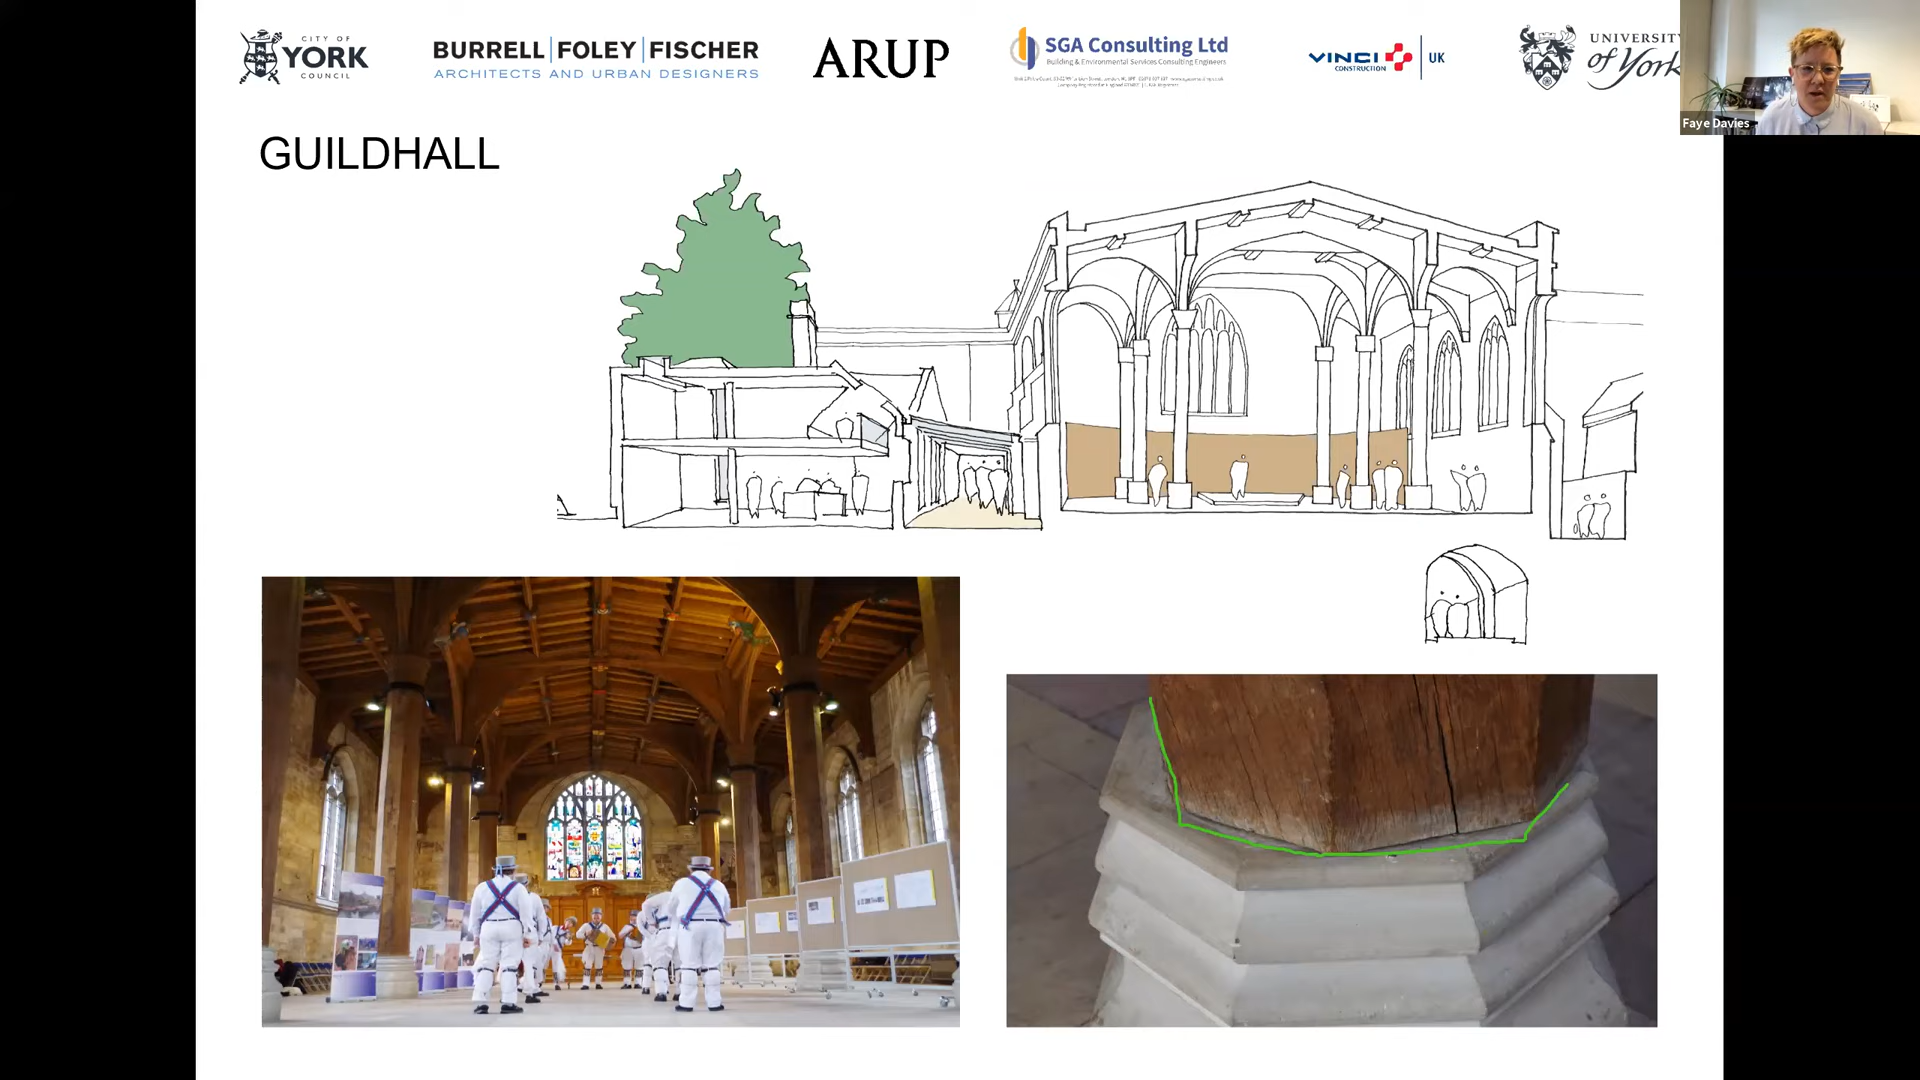 CITY OF
YORK
COUNCIL
BURRELL|FOLEY|FISCHER
ARCHITECTS AND URBAN DESIGNERS
ARUP
SGA Consulting Ltd
Building & Environmental Services Consulting Engineers
VINCI
CONSTRUCTION
UK
UNIVERSITY
of York
Faye Davies
GUILDHALL